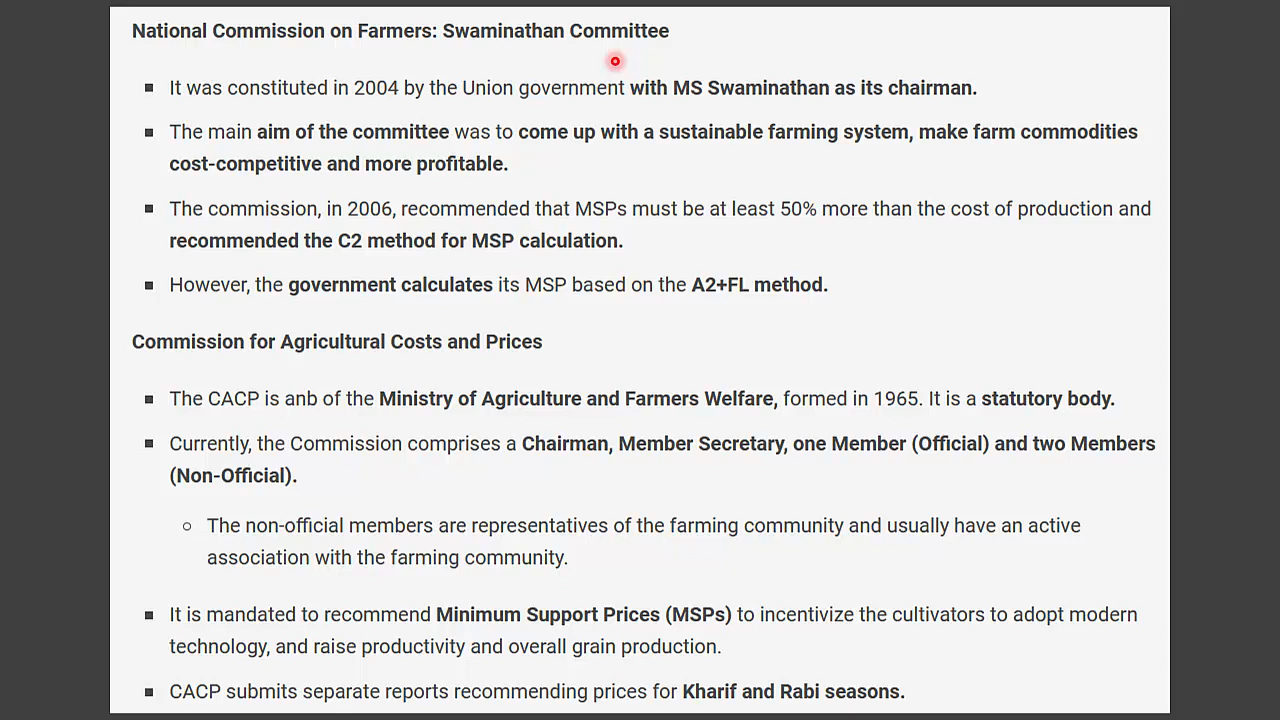 National Commission on Farmers: Swaminathan Committee
It was constituted in 2004 by the Union government with MS Swaminathan as its chairman.
The main aim of the committee was to come up with a sustainable farming system, make farm commodities
cost-competitive and more profitable.
The commission, in 2006, recommended that MSPs must be at least 50% more than the cost of production and
recommended the C2 method for MSP calculation.
However, the government calculates its MSP based on the A2+FL method.
Commission for Agricultural Costs and Prices
The CACP is anb of the Ministry of Agriculture and Farmers Welfare, formed in 1965. It is a statutory body.
Currently, the Commission comprises a Chairman, Member Secretary, one Member (Official) and two Members
(Non-Official).
The non-official members are representatives of the farming community and usually have an active
association with the farming community.
It is mandated to recommend Minimum Support Prices (MSPs) to incentivize the cultivators to adopt modern
technology, and raise productivity and overall grain production.
CACP submits separate reports recommending prices for Kharif and Rabi seasons.